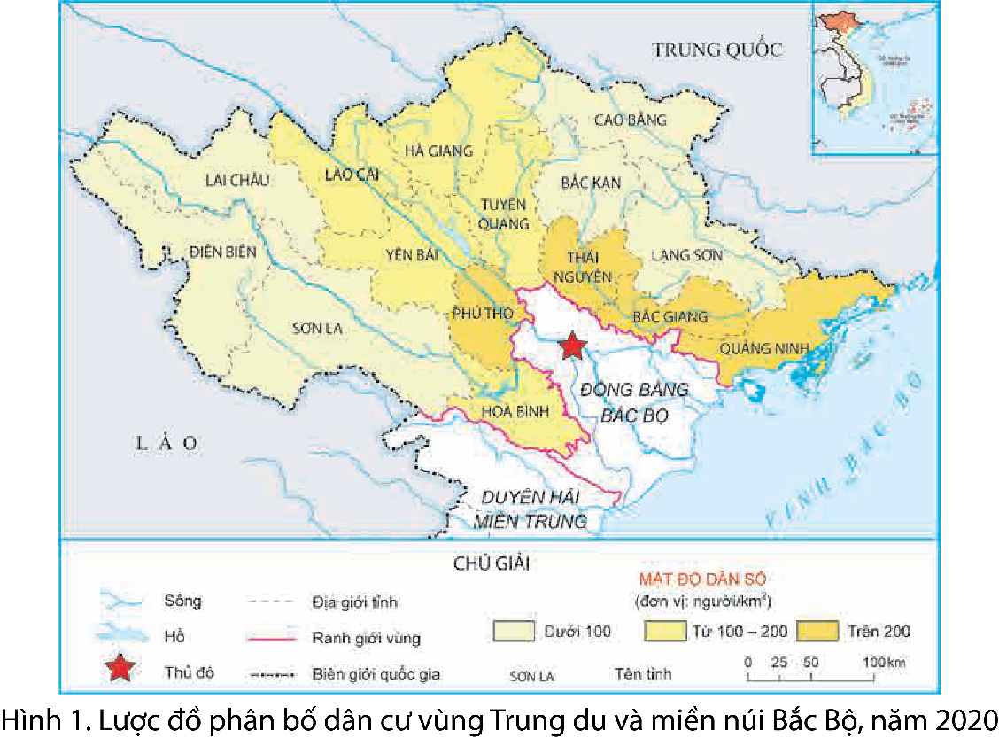 TRUNG QUỐC
CAO BẰNG
HÀ GIANG
LÀO CAI
LAI CHÂU
BẮC KẠN
TUYÊN
QUANG
ĐIỆN BIÊN
YÊN BÁI
THÁI
NGUYÊN
LẠNG SƠN
PHÚ THỌ
BẮC GIANG
SƠN LA
QUẢNG NINH
ĐỒNG BẰNG
BẮC BỘ
HOÀ BÌNH
LÀO
VỊNH BẮC BỘ
DUYÊN HẢI
MIỀN TRUNG
CHÚ GIẢI
MẬT ĐỘ DÂN SỐ
(đơn vị: người/km²)
Sông
Địa giới tỉnh
Hồ
Ranh giới vùng
Dưới 100
Từ 100 – 200
Trên 200
Thủ đô
Biên giới quốc gia
SƠN LA
Tên tỉnh
0 25 50 100 km
Hình 1. Lược đồ phân bố dân cư vùng Trung du và miền núi Bắc Bộ, năm 2020